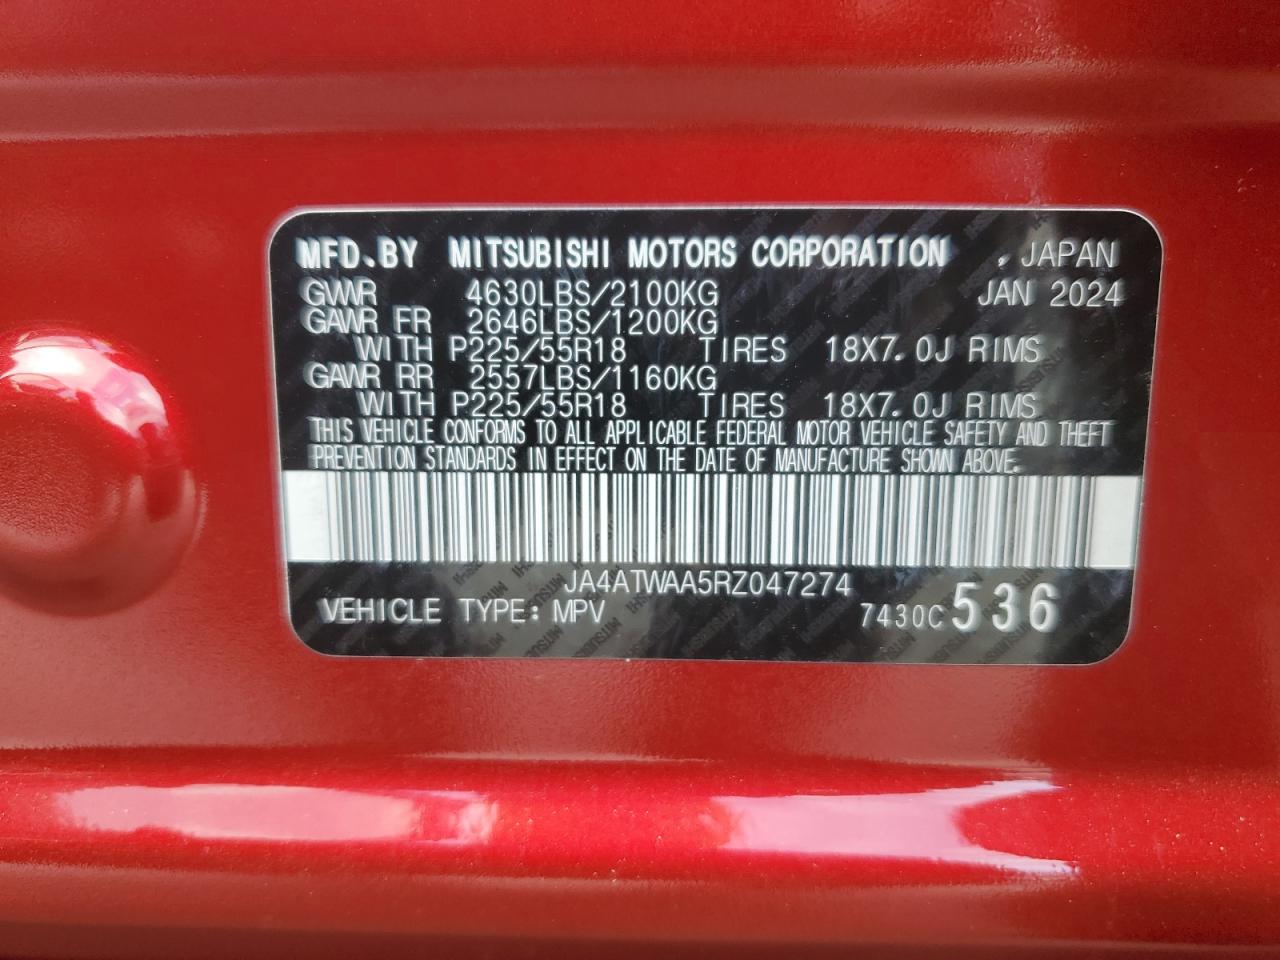 MFD.BY MITSUBISHI MOTORS CORPORATION , JAPAN
GVWR 4630LBS/2100KG JAN 2024
GAWR FR 2646LBS/1200KG
WITH P225/55R18 TIRES 18X7.0J RIMS
GAWR RR 2557LBS/1160KG
WITH P225/55R18 TIRES 18X7.0J RIMS
THIS VEHICLE CONFORMS TO ALL APPLICABLE FEDERAL MOTOR VEHICLE SAFETY AND THEFT
PREVENTION STANDARDS IN EFFECT ON THE DATE OF MANUFACTURE SHOWN ABOVE.
JA4ATWAA5RZ047274
VEHICLE TYPE: MPV 7430C 536